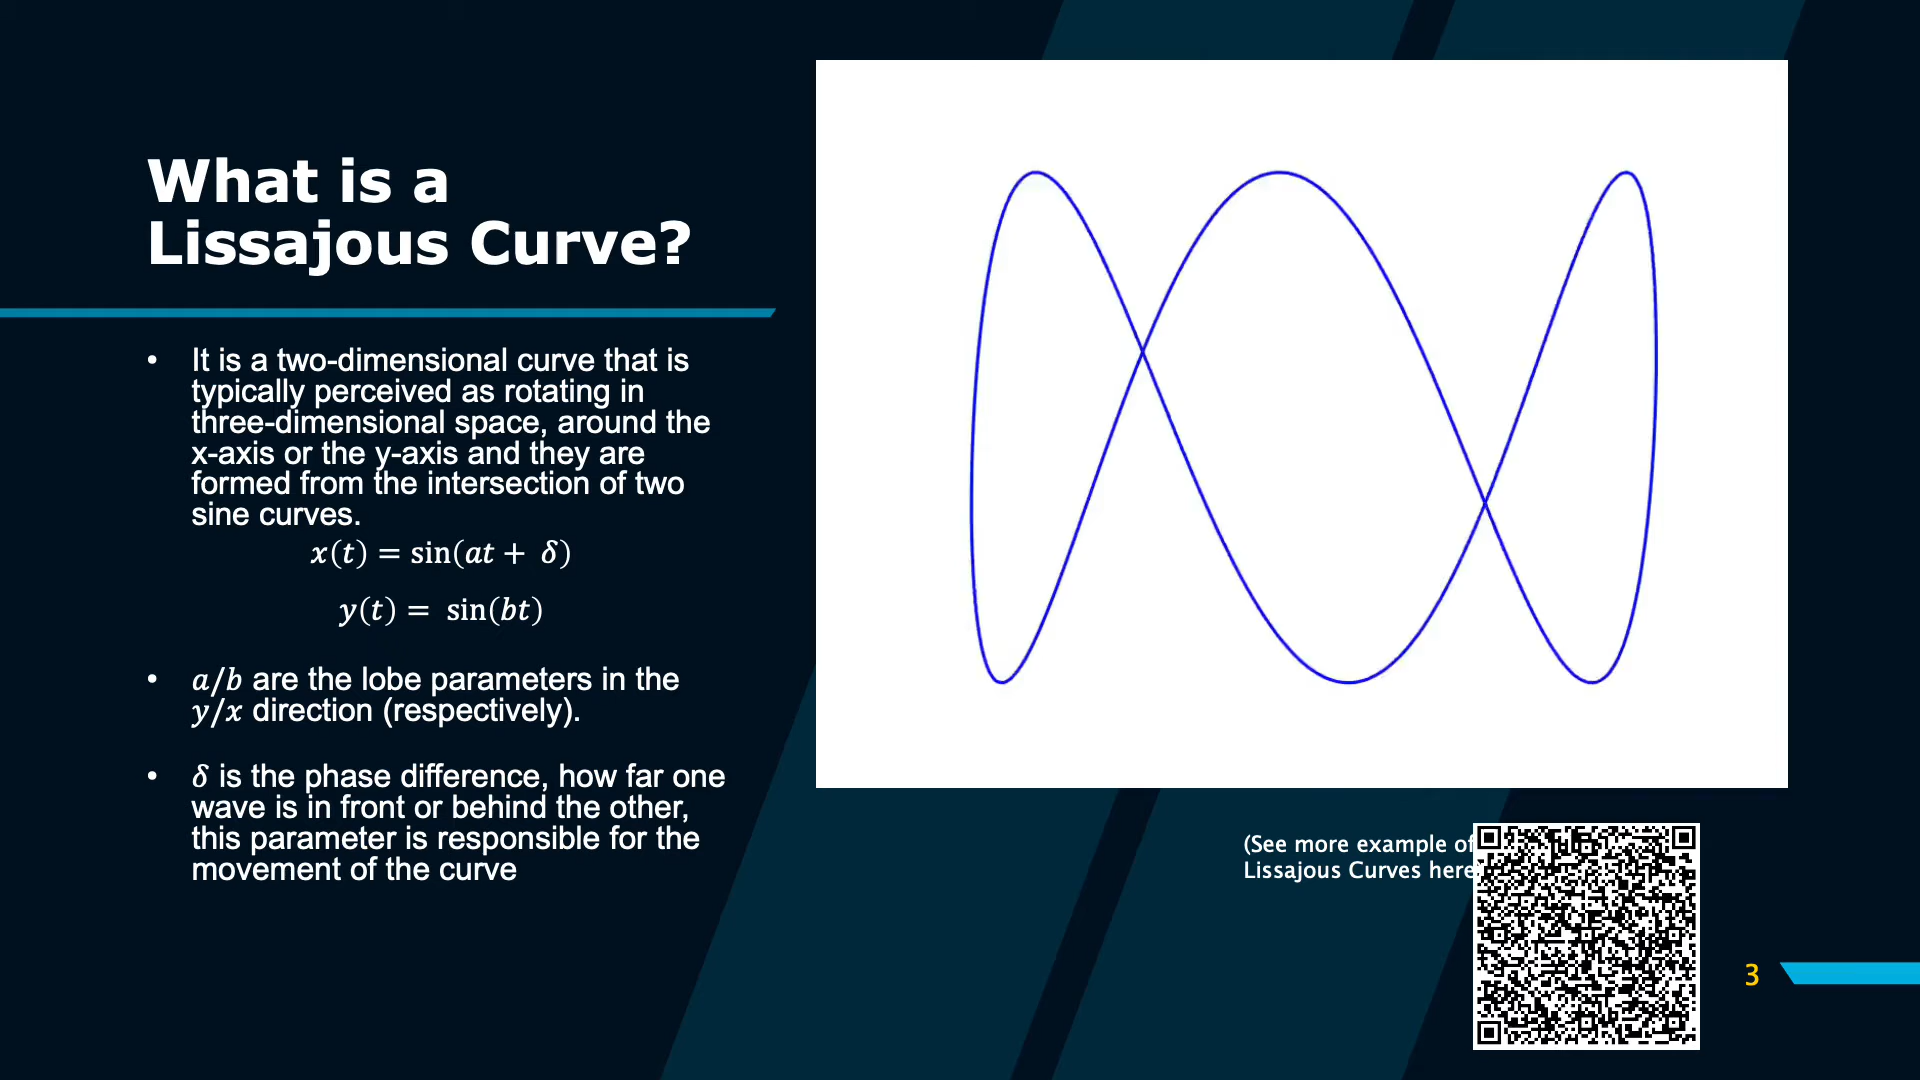 What is a
Lissajous Curve?
• It is a two-dimensional curve that is
typically perceived as rotating in
three-dimensional space, around the
x-axis or the y-axis and they are
formed from the intersection of two
sine curves.
x(t) = sin(at + δ)
y(t) = sin(bt)
• a/b are the lobe parameters in the
y/x direction (respectively).
• δ is the phase difference, how far one
wave is in front or behind the other,
this parameter is responsible for the
movement of the curve
(See more example of
Lissajous Curves here
3